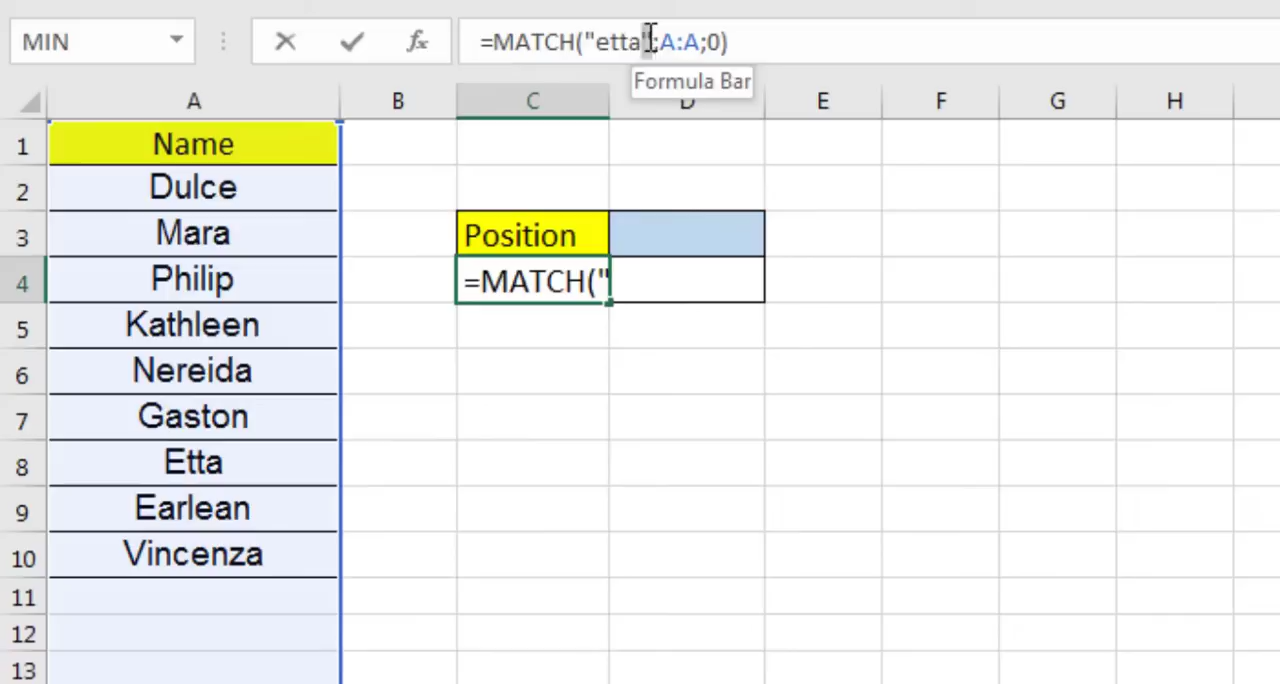 MIN fx =MATCH("etta";A:A;0)
Formula Bar
A B C D E F G H
1 Name
2 Dulce
3 Mara Position
4 Philip =MATCH("
5 Kathleen
6 Nereida
7 Gaston
8 Etta
9 Earlean
10 Vincenza
11
12
13